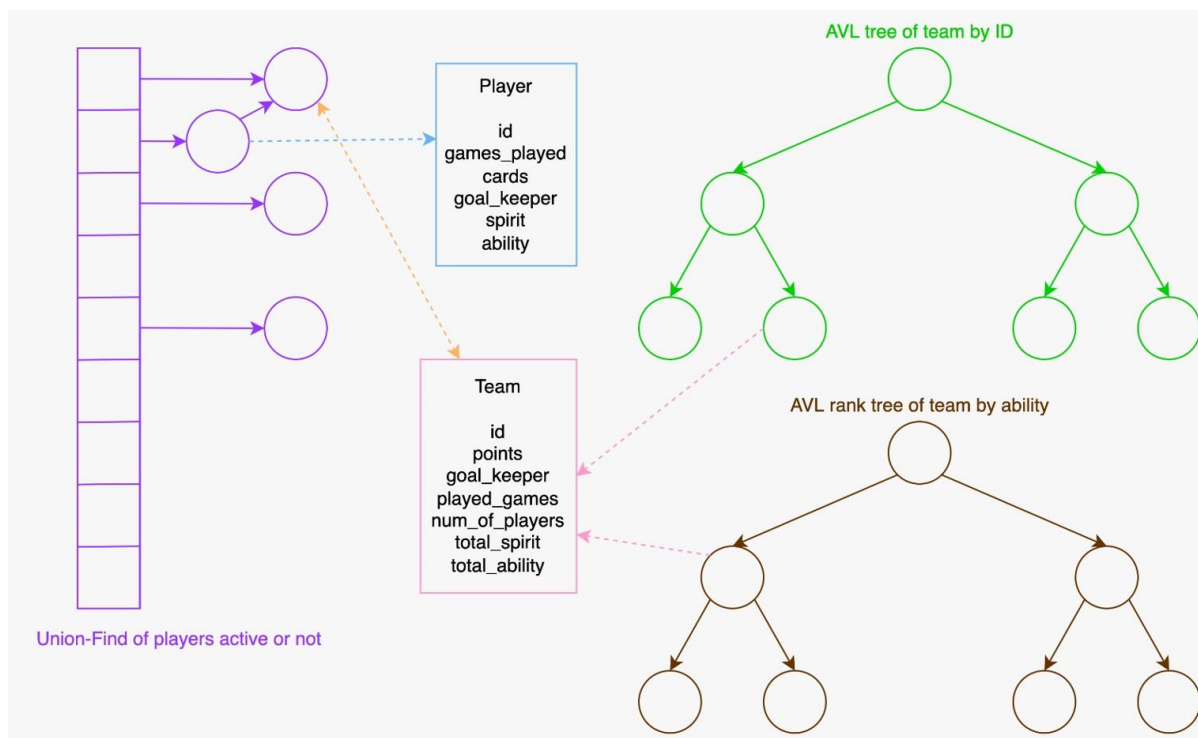 AVL tree of team by ID
Player
id
games_played
cards
goal_keeper
spirit
ability
Team
id
points
goal_keeper
played_games
num_of_players
total_spirit
total_ability
AVL rank tree of team by ability
Union-Find of players active or not